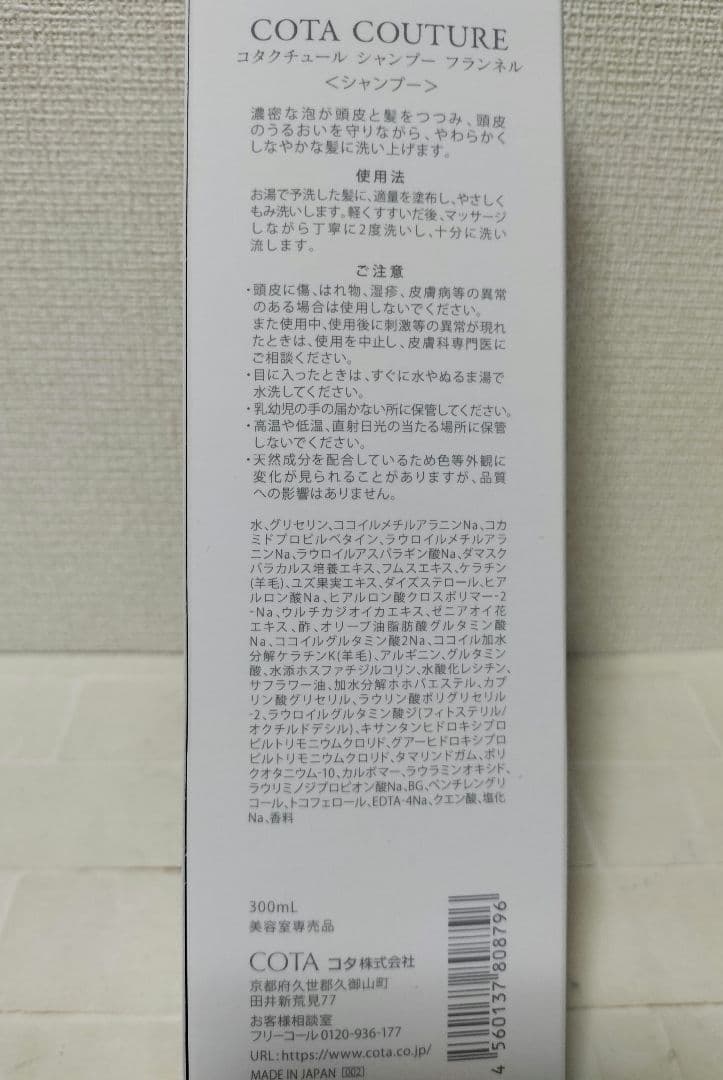 COTA COUTURE
コタクチュール シャンプー フランネル
＜シャンプー＞
濃密な泡が頭皮と髪をつつみ、頭皮
のうるおいを守りながら、やわらかく
しなやかな髪に洗い上げます。
使用法
お湯で予洗した髪に、適量を塗布し、やさしく
もみ洗いします。軽くすすいだ後、マッサージ
しながら丁寧に2度洗いし、十分に洗い
流します。
ご注意
・頭皮に傷、はれ物、湿疹、皮膚病等の異常
のある場合は使用しないでください。
また使用中、使用後に刺激等の異常が現れ
たときは、使用を中止し、皮膚科専門医に
ご相談ください。
・目に入ったときは、すぐに水やぬるま湯で
水洗してください。
・乳幼児の手の届かない所に保管してください。
・高温や低温、直射日光の当たる場所に保管
しないでください。
・天然成分を配合しているため色等外観に
変化が見られることがありますが、品質
への影響はありません。
水、グリセリン、ココイルメチルアラニンNa、コカ
ミドプロピルベタイン、ラウロイルメチルアラ
ニンNa、ラウロイルアスパラギン酸Na、ダマスク
バラカルス培養エキス、フムスエキス、ケラチン
(羊毛)、ユズ果実エキス、ダイズステロール、ヒア
ルロン酸Na、ヒアルロン酸クロスポリマー-2
-Na、ウルチカジオイカエキス、ゼニアオイ花
エキス、酢、オリーブ油脂肪酸グルタミン酸
Na、ココイルグルタミン酸2Na、ココイル加水
分解ケラチンK(羊毛)、アルギニン、グルタミン
酸、水添ホスファチジルコリン、水酸化レシチン、
サフラワー油、加水分解ホホバエステル、カプ
リン酸グリセリル、ラウリン酸ポリグリセリル
-2、ラウロイルグルタミン酸ジ(フィトステリル/
オクチルドデシル)、キサンタンヒドロキシプロ
ピルトリモニウムクロリド、グアーヒドロキシプロ
ピルトリモニウムクロリド、タマリンドガム、ポリ
クオタニウム-10、カルボマー、ラウラミンオキシド、
ラウリミノジプロピオン酸Na、BG、ペンチレングリ
コール、トコフェロール、EDTA-4Na、クエン酸、塩化
Na、香料
300mL
美容室専売品
COTA コタ株式会社
京都府久世郡久御山町
田井新荒見77
お客様相談室
フリーコール0120-936-177
URL:https://www.cota.co.jp/
MADE IN JAPAN 002
4 560137 808796